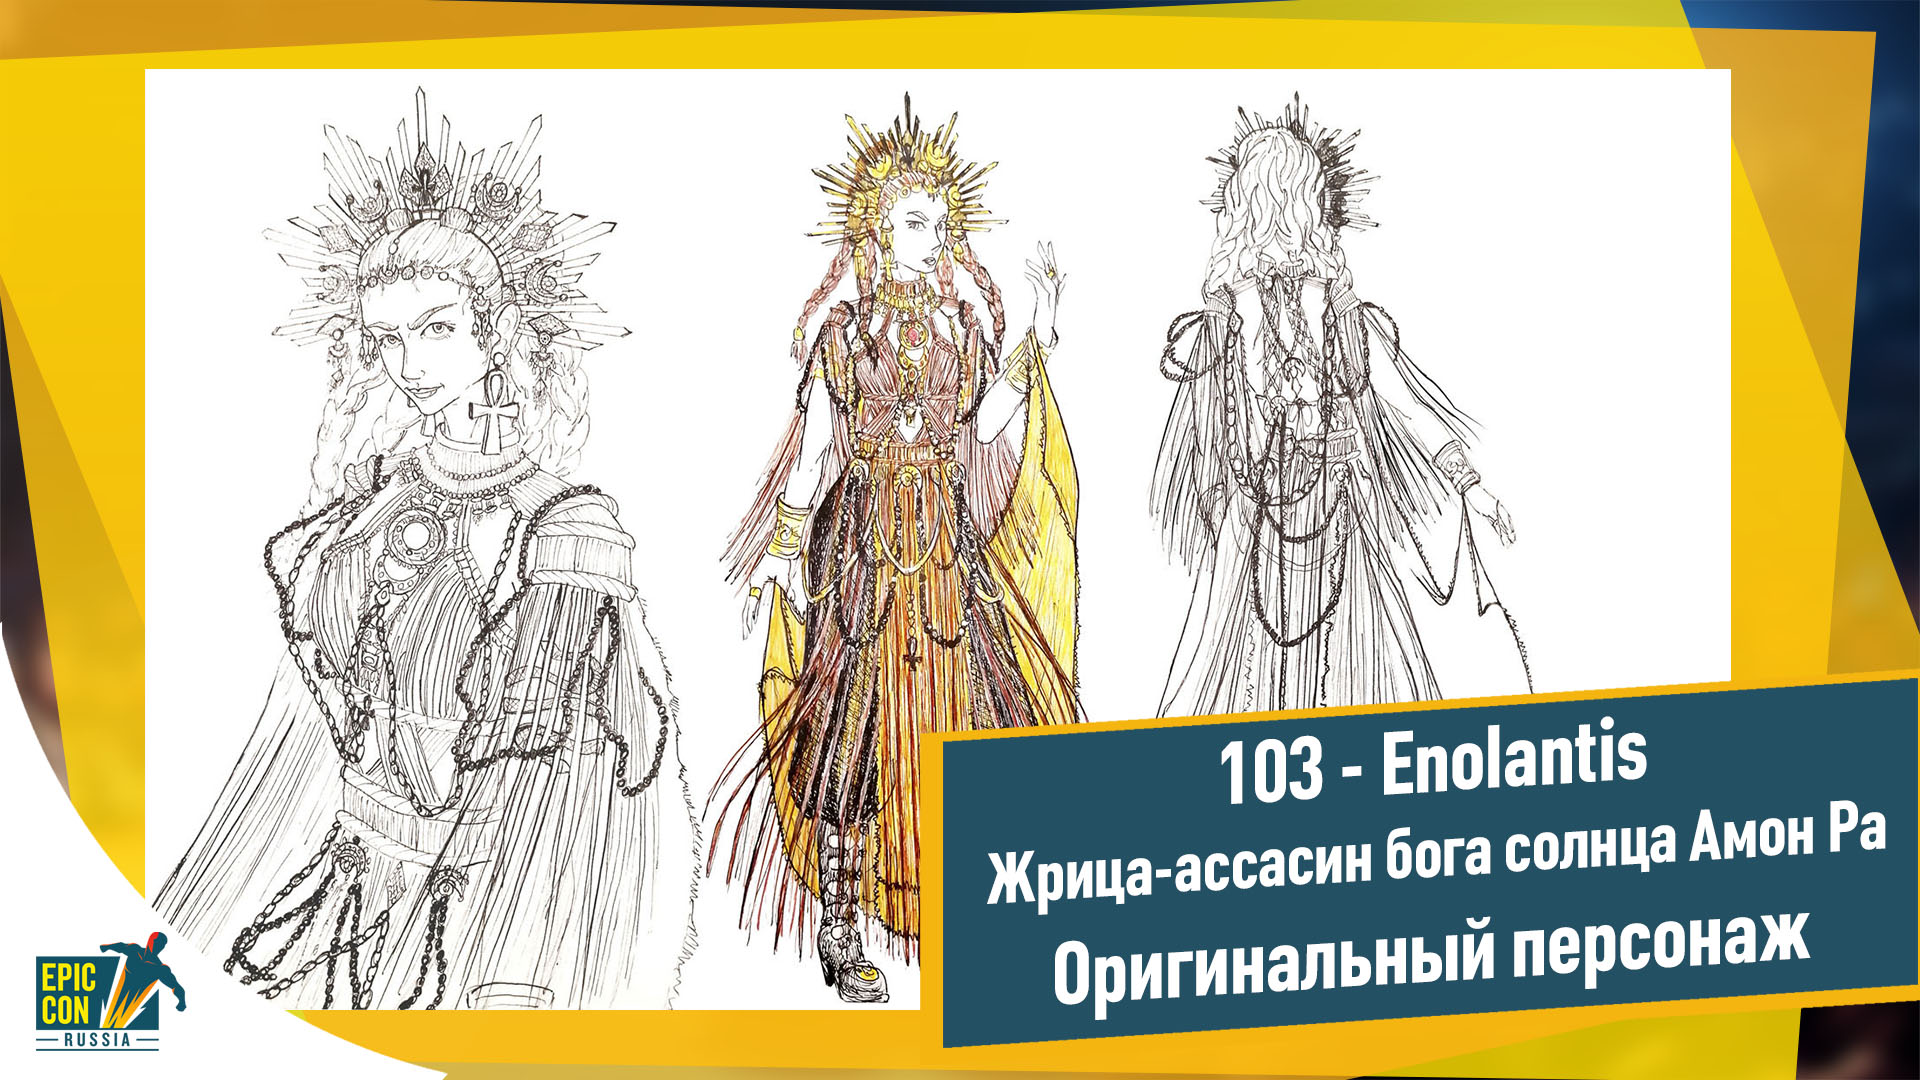 103 - Enolantis
Жрица-ассасин бога солнца Амон Ра
Оригинальный персонаж
EPIC
CON
RUSSIA